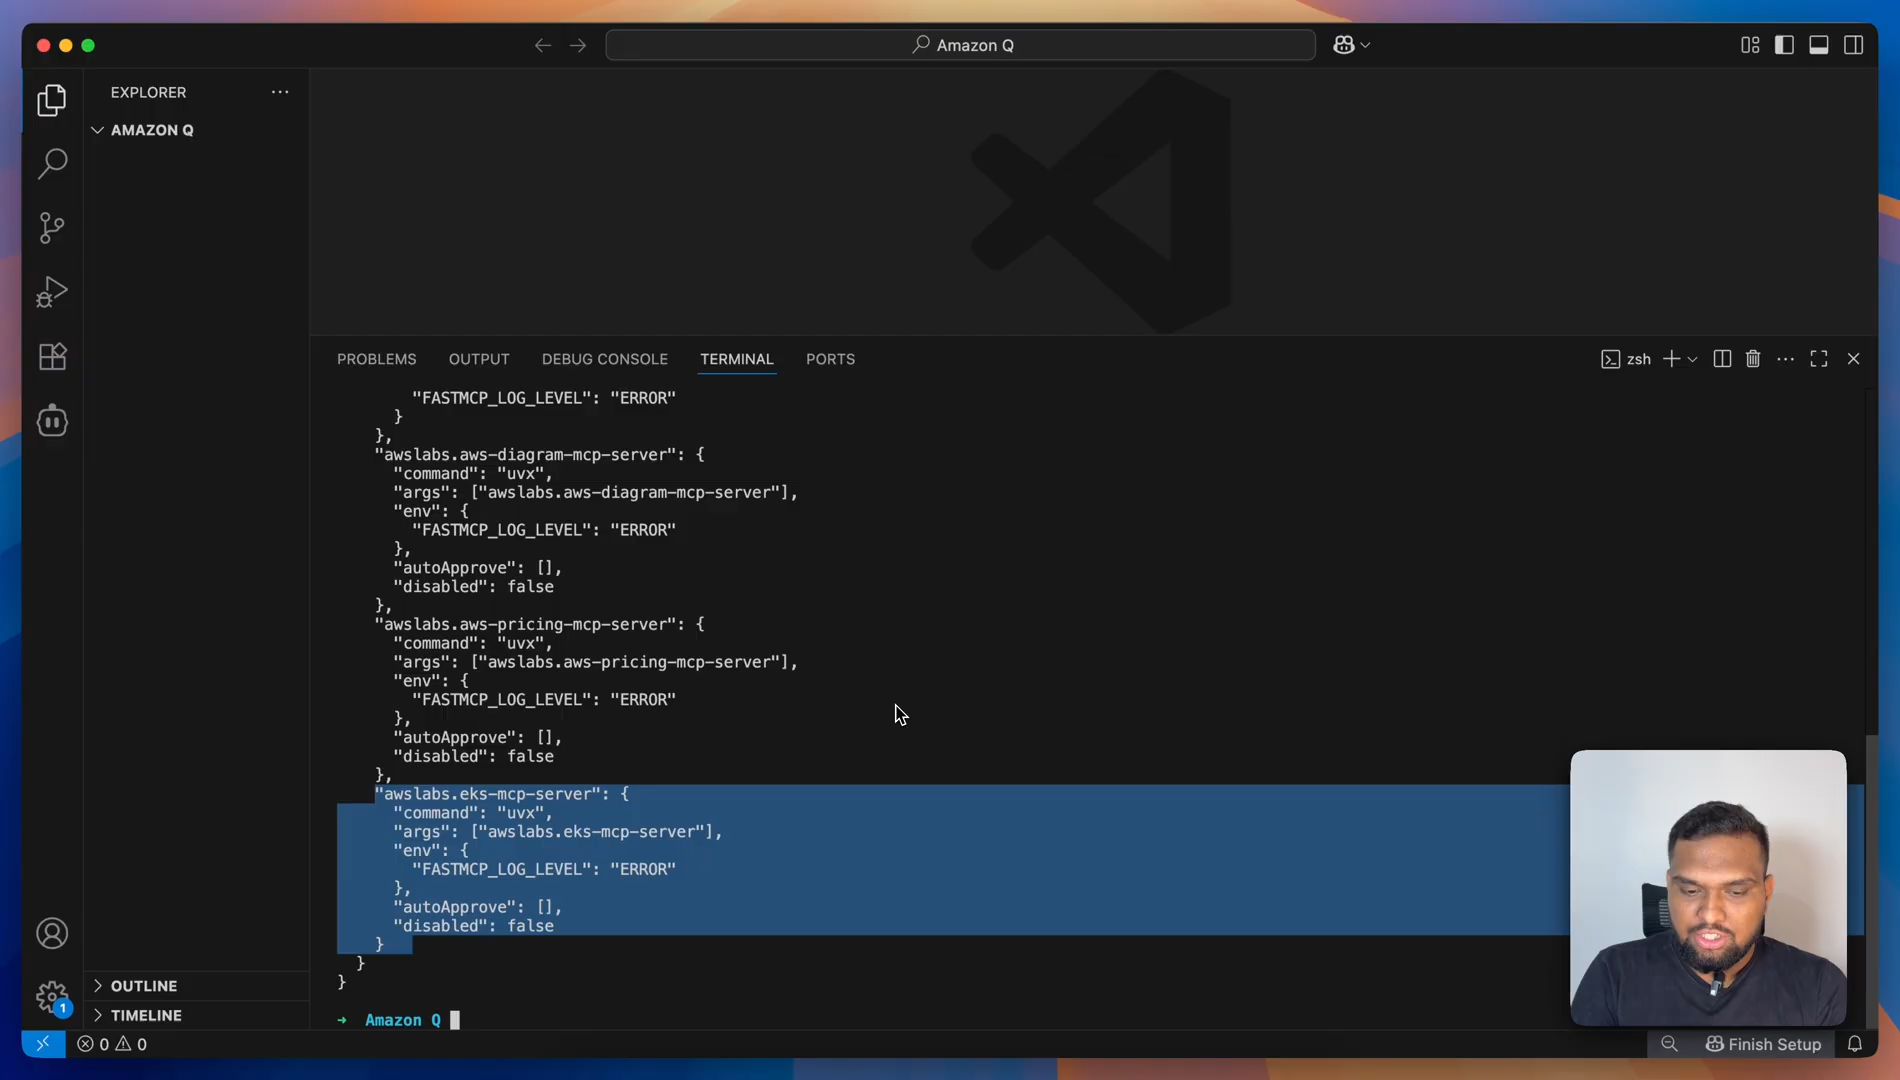 Amazon Q
EXPLORER
AMAZON Q
PROBLEMS OUTPUT DEBUG CONSOLE TERMINAL PORTS
zsh
"FASTMCP_LOG_LEVEL": "ERROR"
}
},
"awslabs.aws-diagram-mcp-server": {
"command": "uvx",
"args": ["awslabs.aws-diagram-mcp-server"],
"env": {
"FASTMCP_LOG_LEVEL": "ERROR"
},
"autoApprove": [],
"disabled": false
},
"awslabs.aws-pricing-mcp-server": {
"command": "uvx",
"args": ["awslabs.aws-pricing-mcp-server"],
"env": {
"FASTMCP_LOG_LEVEL": "ERROR"
},
"autoApprove": [],
"disabled": false
},
"awslabs.eks-mcp-server": {
"command": "uvx",
"args": ["awslabs.eks-mcp-server"],
"env": {
"FASTMCP_LOG_LEVEL": "ERROR"
},
"autoApprove": [],
"disabled": false
}
}
}
➜ Amazon Q
OUTLINE
TIMELINE
1
0 0
Finish Setup